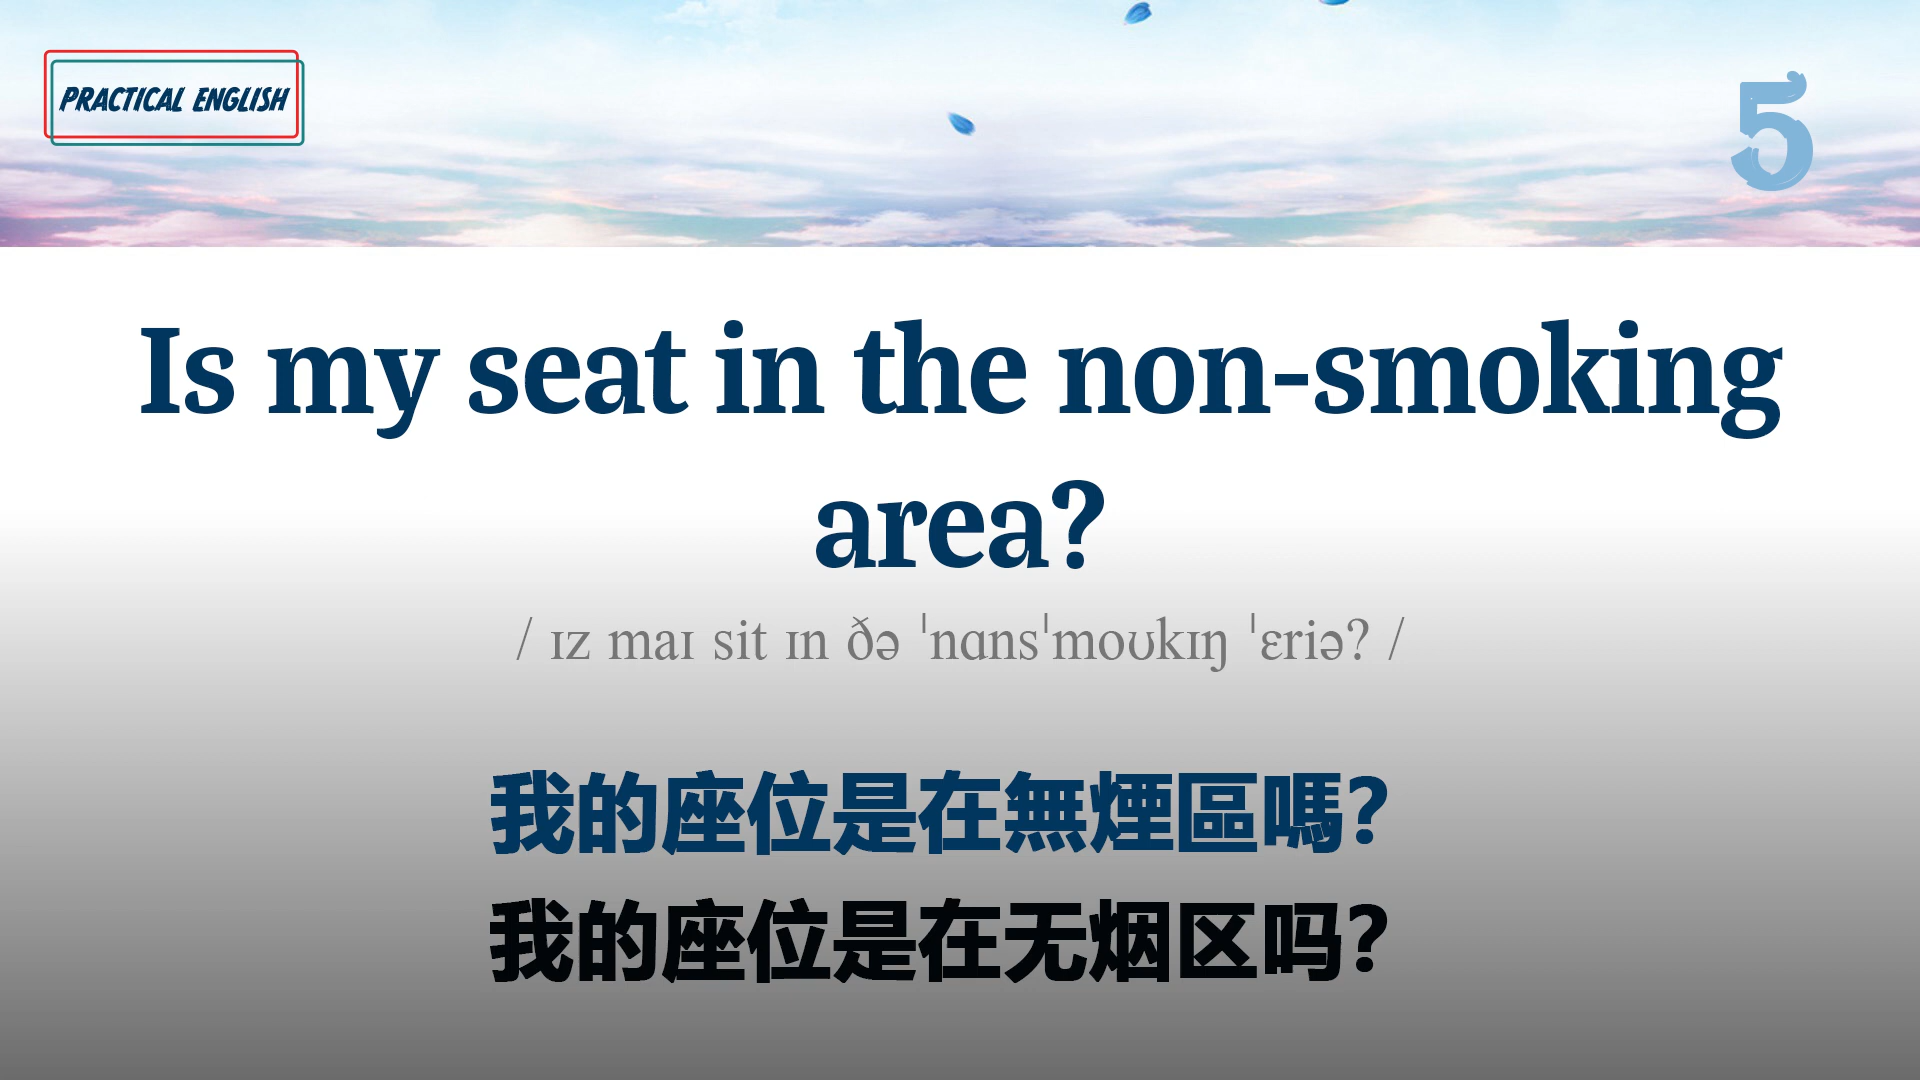 PRACTICAL ENGLISH
5
Is my seat in the non-smoking
area?
/ ɪz maɪ sit ɪn ðə ˈnɑnsˈmoʊkɪŋ ˈɛriə? /
我的座位是在無煙區嗎?
我的座位是在无烟区吗?